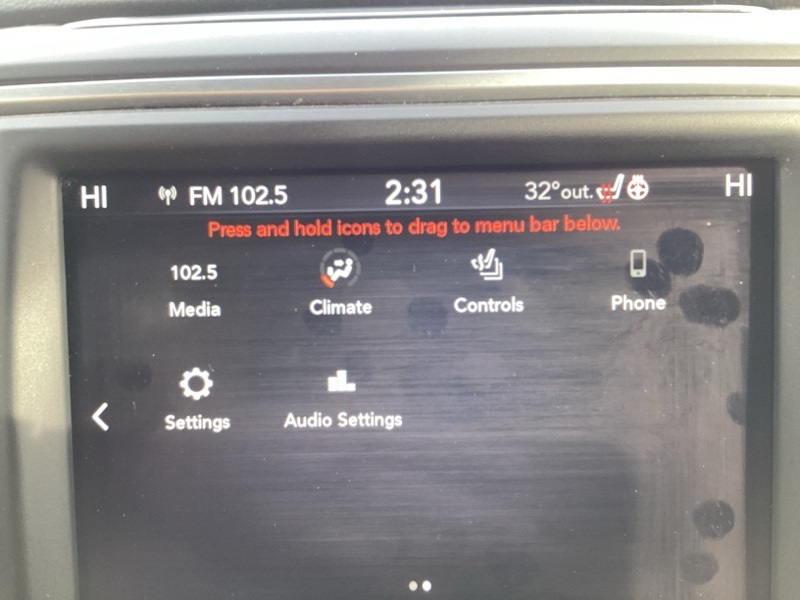 HI FM 102.5 2:31 32°out. HI
Press and hold icons to drag to menu bar below.
102.5
Media Climate Controls Phone
Settings Audio Settings